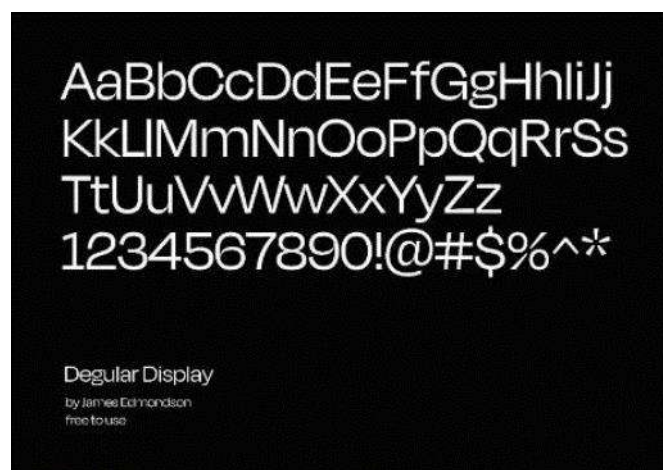 AaBbCcDdEeFfGgHhIiJj
KkLlMmNnOoPpQqRrSs
TtUuVvWwXxYyZz
1234567890!@#$%^*
Degular Display
by James Edmondson
free to use